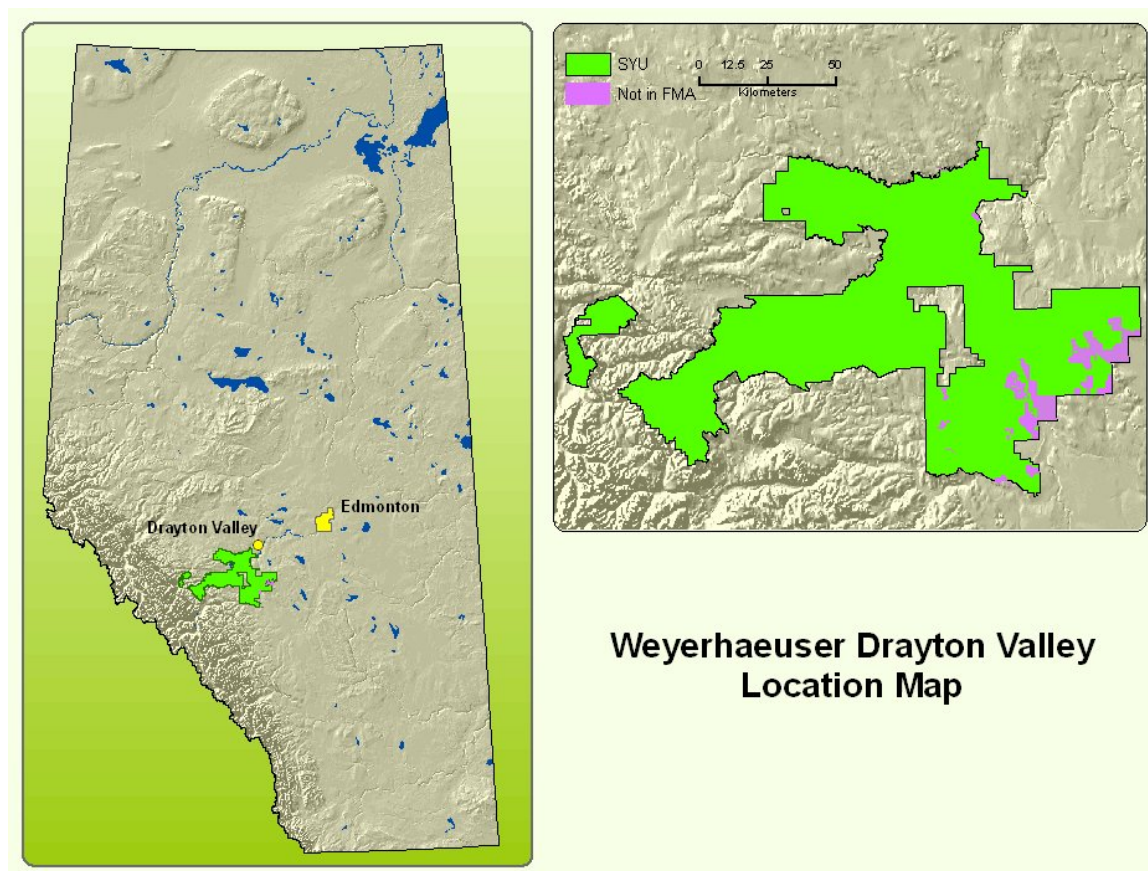 Drayton Valley
Edmonton
SYU
Not in FMA
0 12.5 25 50
Kilometers
Weyerhaeuser Drayton Valley
Location Map